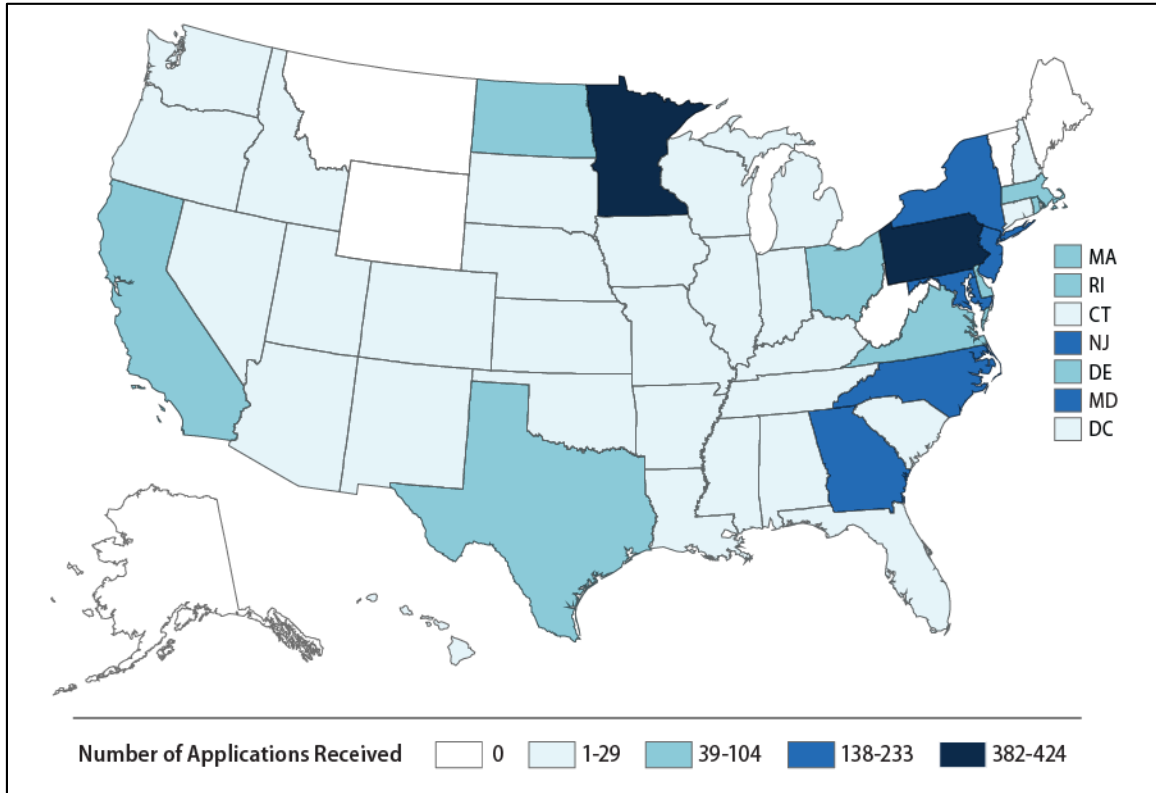 MA
RI
CT
NJ
DE
MD
DC
Number of Applications Received 0 1-29 39-104 138-233 382-424